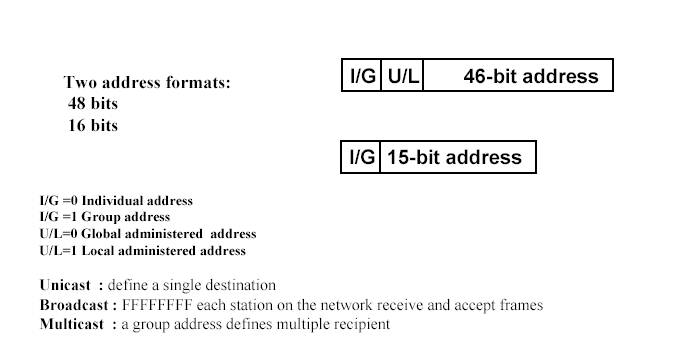 I/G U/L 46-bit address
Two address formats:
48 bits
16 bits
I/G 15-bit address
I/G =0 Individual address
I/G =1 Group address
U/L=0 Global administered address
U/L=1 Local administered address
Unicast : define a single destination
Broadcast : FFFFFFFF each station on the network receive and accept frames
Multicast : a group address defines multiple recipient